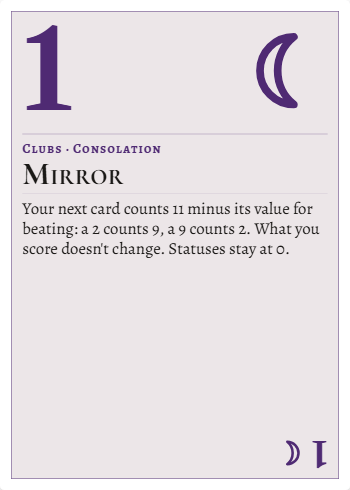 1
Clubs · Consolation
Mirror
Your next card counts 11 minus its value for
beating: a 2 counts 9, a 9 counts 2. What you
score doesn't change. Statuses stay at 0.
1